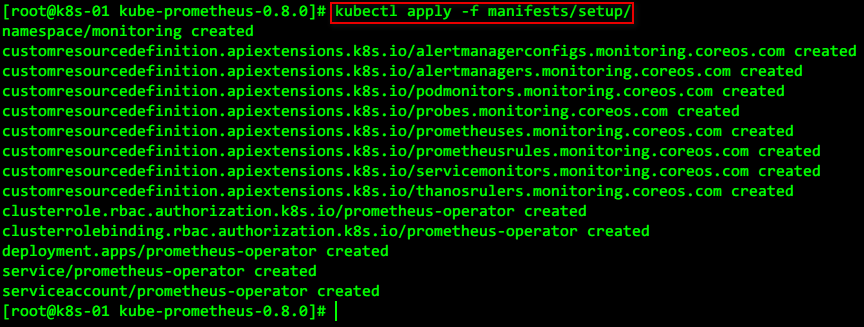 [root@k8s-01 kube-prometheus-0.8.0]# kubectl apply -f manifests/setup/
namespace/monitoring created
customresourcedefinition.apiextensions.k8s.io/alertmanagerconfigs.monitoring.coreos.com created
customresourcedefinition.apiextensions.k8s.io/alertmanagers.monitoring.coreos.com created
customresourcedefinition.apiextensions.k8s.io/podmonitors.monitoring.coreos.com created
customresourcedefinition.apiextensions.k8s.io/probes.monitoring.coreos.com created
customresourcedefinition.apiextensions.k8s.io/prometheuses.monitoring.coreos.com created
customresourcedefinition.apiextensions.k8s.io/prometheusrules.monitoring.coreos.com created
customresourcedefinition.apiextensions.k8s.io/servicemonitors.monitoring.coreos.com created
customresourcedefinition.apiextensions.k8s.io/thanosrulers.monitoring.coreos.com created
clusterrole.rbac.authorization.k8s.io/prometheus-operator created
clusterrolebinding.rbac.authorization.k8s.io/prometheus-operator created
deployment.apps/prometheus-operator created
service/prometheus-operator created
serviceaccount/prometheus-operator created
[root@k8s-01 kube-prometheus-0.8.0]#